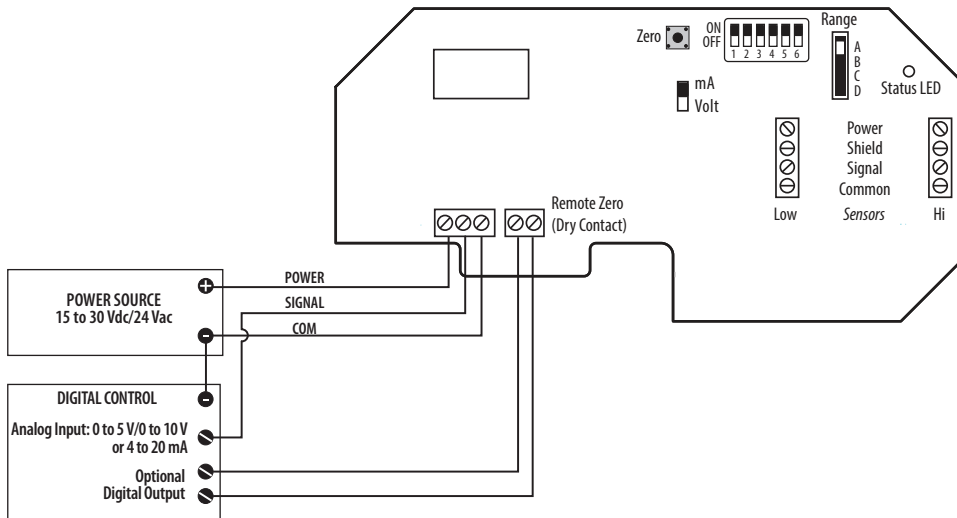 Zero
ON
OFF
1 2 3 4 5 6
Range
A
B
C
D
Status LED
mA
Volt
Power
Shield
Signal
Common
Low
Sensors
Hi
Remote Zero
(Dry Contact)
POWER
SIGNAL
COM
POWER SOURCE
15 to 30 Vdc/24 Vac
DIGITAL CONTROL
Analog Input: 0 to 5 V/0 to 10 V
or 4 to 20 mA
Optional
Digital Output